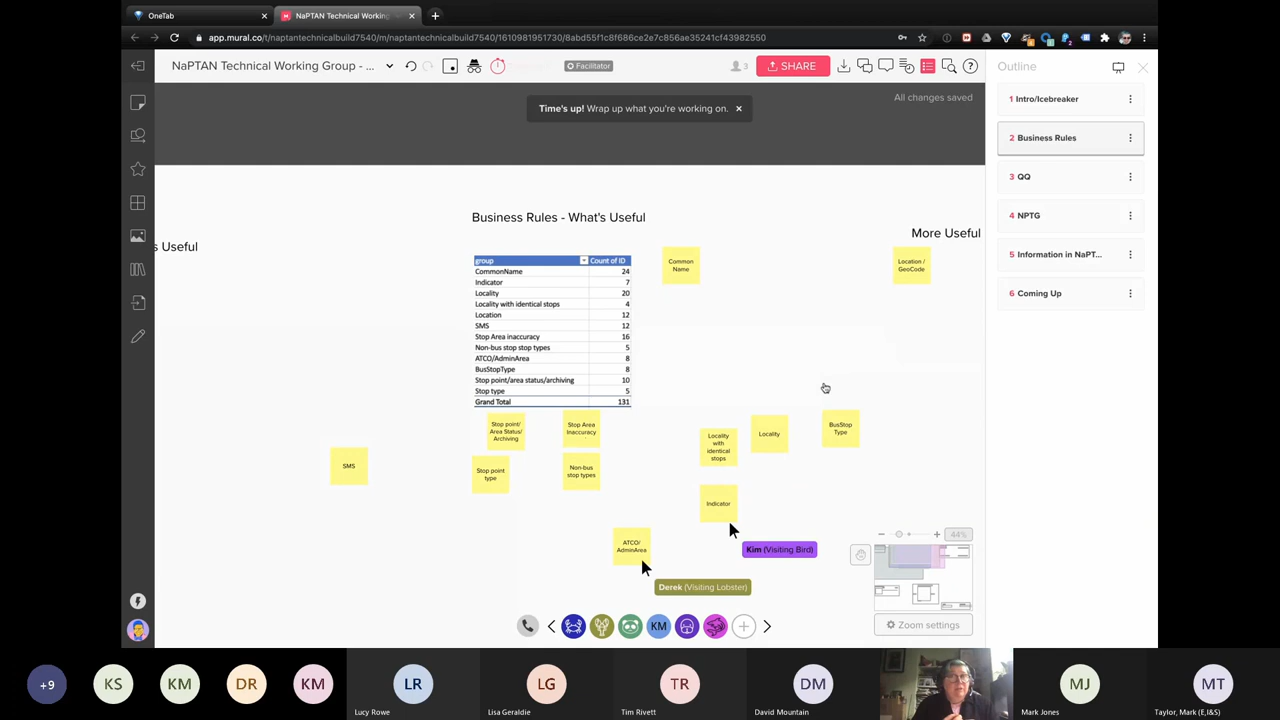 OneTab
NaPTAN Technical Working
app.mural.co/t/naptantechnicalbuild7540/m/naptantechnicalbuild7540/1610981951730/8abd55f1c8f686ce2e7c856ae35241cf43982550
NaPTAN Technical Working Group - ...
Facilitator
3
SHARE
Outline
Time's up! Wrap up what you're working on.
All changes saved
1 Intro/Icebreaker
2 Business Rules
3 QQ
4 NPTG
5 Information in NaPT...
6 Coming Up
s Useful
Business Rules - What's Useful
More Useful
group Count of ID
CommonName 24
Indicator 7
Locality 20
Locality with identical stops 4
Location 12
SMS 12
Stop Area inaccuracy 16
Non-bus stop stop types 5
ATCO/AdminArea 8
BusStopType 8
Stop point/area status/archiving 10
Stop type 5
Grand Total 131
Common
Name
Location /
GeoCode
Stop point/
Area Status/
Archiving
Stop Area
Inaccuracy
Locality
with
identical
stops
Locality
BusStop
Type
SMS
Stop point
type
Non-bus
stop types
Indicator
ATCO/
AdminArea
Kim (Visiting Bird)
Derek (Visiting Lobster)
44%
Zoom settings
KM
+9
KS
KM
DR
KM
LR
Lucy Rowe
LG
Lisa Geraldie
TR
Tim Rivett
DM
David Mountain
MJ
Mark Jones
MT
Taylor, Mark (E,I&S)